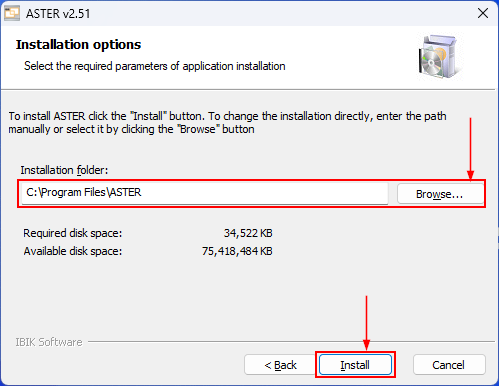 ASTER v2.51
Installation options
Select the required parameters of application installation
To install ASTER click the "Install" button. To change the installation directly, enter the path
manually or select it by clicking the "Browse" button
Installation folder:
C:\Program Files\ASTER
Browse...
Required disk space: 34,522 KB
Available disk space: 75,418,484 KB
IBIK Software
< Back
Install
Cancel